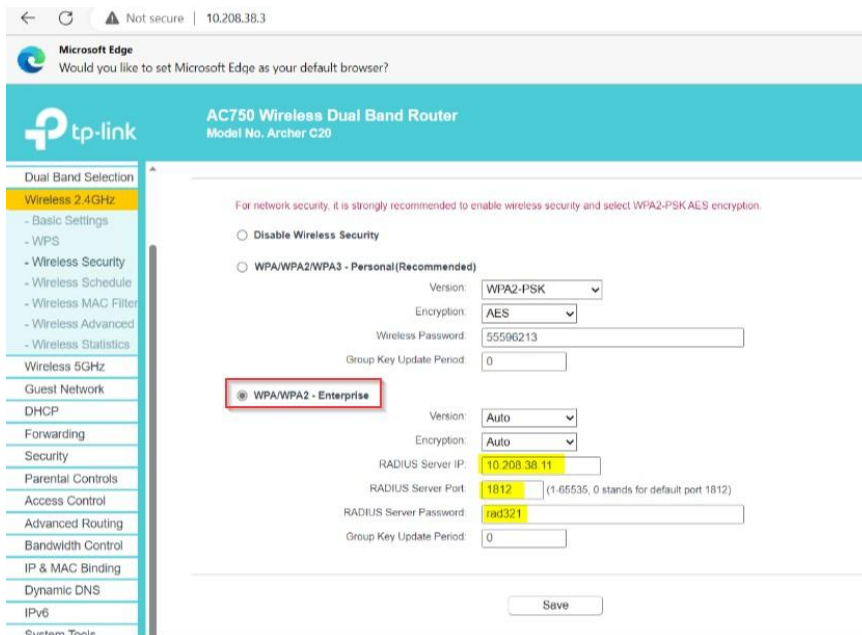 Not secure | 10.208.38.3
Microsoft Edge
Would you like to set Microsoft Edge as your default browser?
tp-link
AC750 Wireless Dual Band Router
Model No. Archer C20
Dual Band Selection
Wireless 2.4GHz
- Basic Settings
- WPS
- Wireless Security
- Wireless Schedule
- Wireless MAC Filter
- Wireless Advanced
- Wireless Statistics
Wireless 5GHz
Guest Network
DHCP
Forwarding
Security
Parental Controls
Access Control
Advanced Routing
Bandwidth Control
IP & MAC Binding
Dynamic DNS
IPv6
System Tools
For network security, it is strongly recommended to enable wireless security and select WPA2-PSK AES encryption.
Disable Wireless Security
WPA/WPA2/WPA3 - Personal(Recommended)
Version: WPA2-PSK
Encryption: AES
Wireless Password: 55596213
Group Key Update Period: 0
WPA/WPA2 - Enterprise
Version: Auto
Encryption: Auto
RADIUS Server IP: 10.208.38.11
RADIUS Server Port: 1812 (1-65535, 0 stands for default port 1812)
RADIUS Server Password: rad321
Group Key Update Period: 0
Save